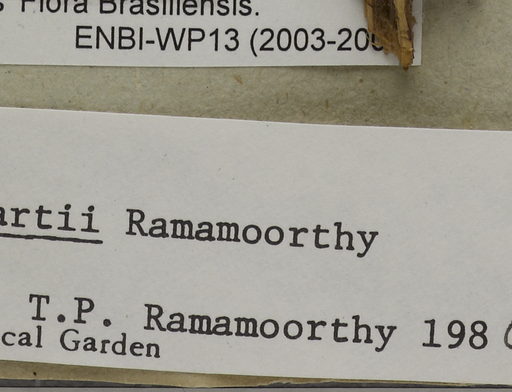 Flora Brasiliensis.
ENBI-WP13 (2003-20
artii Ramamoorthy
T.P. Ramamoorthy 198
cal Garden